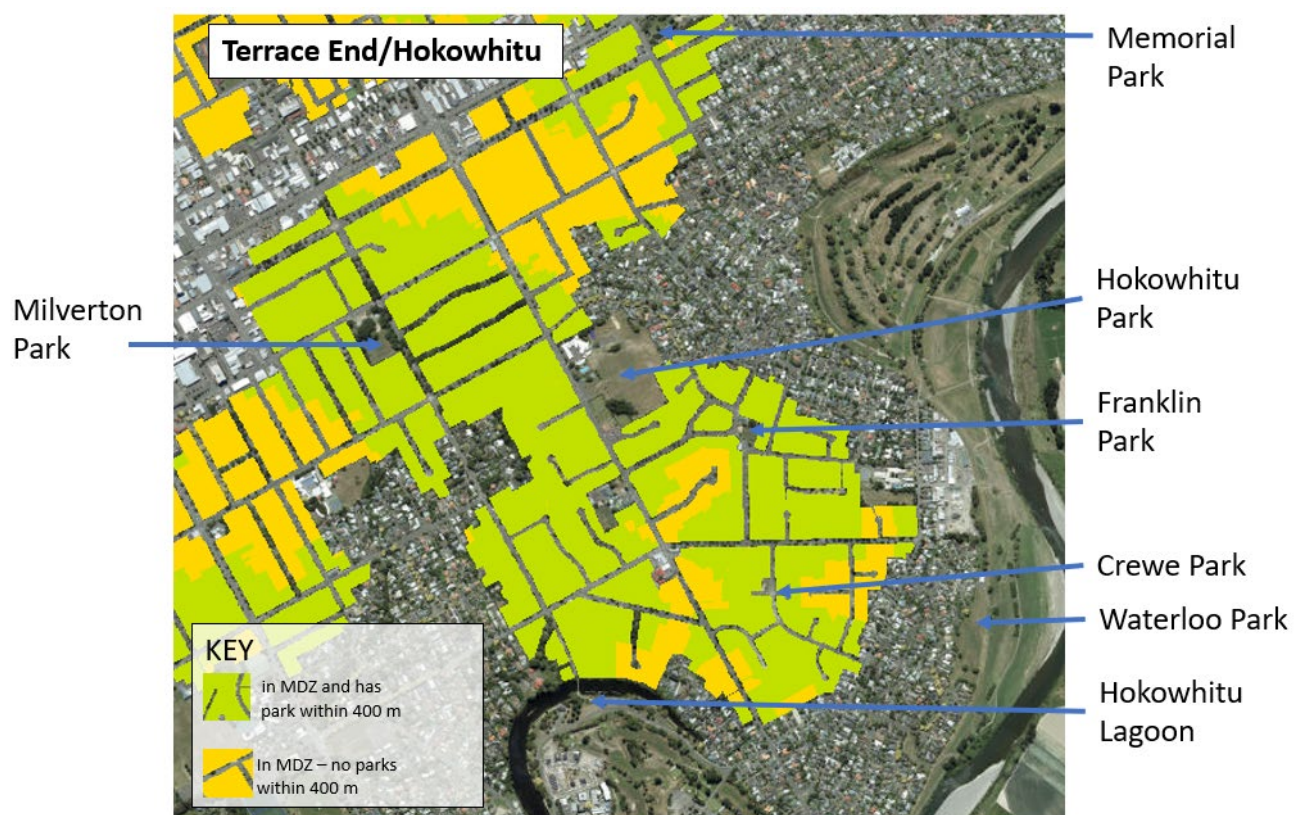 Terrace End/Hokowhitu
Memorial
Park
Milverton
Park
Hokowhitu
Park
Franklin
Park
Crewe Park
Waterloo Park
Hokowhitu
Lagoon
KEY
in MDZ and has
park within 400 m
In MDZ – no parks
within 400 m